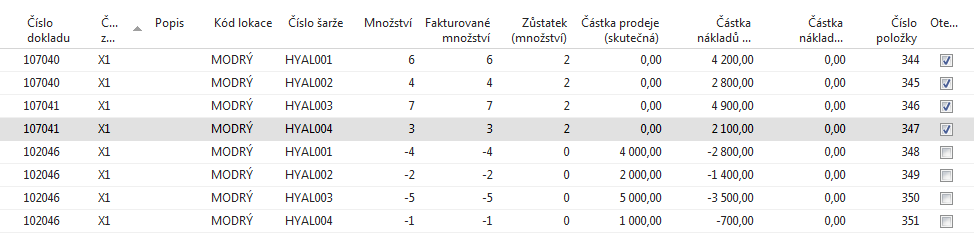 Číslo dokladu Č... z... Popis Kód lokace Číslo šarže Množství Fakturované množství Zůstatek (množství) Částka prodeje (skutečná) Částka nákladů ... Částka náklad... Číslo položky Ote...
107040 X1 MODRÝ HYAL001 6 6 2 0,00 4 200,00 0,00 344
107040 X1 MODRÝ HYAL002 4 4 2 0,00 2 800,00 0,00 345
107041 X1 MODRÝ HYAL003 7 7 2 0,00 4 900,00 0,00 346
107041 X1 MODRÝ HYAL004 3 3 2 0,00 2 100,00 0,00 347
102046 X1 MODRÝ HYAL001 -4 -4 0 4 000,00 -2 800,00 0,00 348
102046 X1 MODRÝ HYAL002 -2 -2 0 2 000,00 -1 400,00 0,00 349
102046 X1 MODRÝ HYAL003 -5 -5 0 5 000,00 -3 500,00 0,00 350
102046 X1 MODRÝ HYAL004 -1 -1 0 1 000,00 -700,00 0,00 351